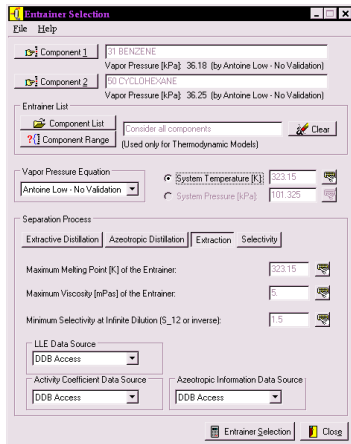 Entrainer Selection
File Help
Component 1 31 BENZENE
Vapor Pressure [kPa]: 36.18 (by Antoine Low - No Validation)
Component 2 50 CYCLOHEXANE
Vapor Pressure [kPa]: 36.25 (by Antoine Low - No Validation)
Entrainer List
Component List
Consider all components Clear
Component Range (Used only for Thermodynamic Models)
Vapor Pressure Equation
System Temperature [K]: 323.15
Antoine Low - No Validation
System Pressure [kPa]: 101.325
Separation Process
Extractive Distillation Azeotropic Distillation Extraction Selectivity
Maximum Melting Point [K] of the Entrainer: 323.15
Maximum Viscosity [mPas] of the Entrainer: 5.
Minimum Selectivity at Infinite Dilution (S_12 or inverse): 1.5
LLE Data Source
DDB Access
Activity Coefficient Data Source Azeotropic Information Data Source
DDB Access DDB Access
Entrainer Selection Close